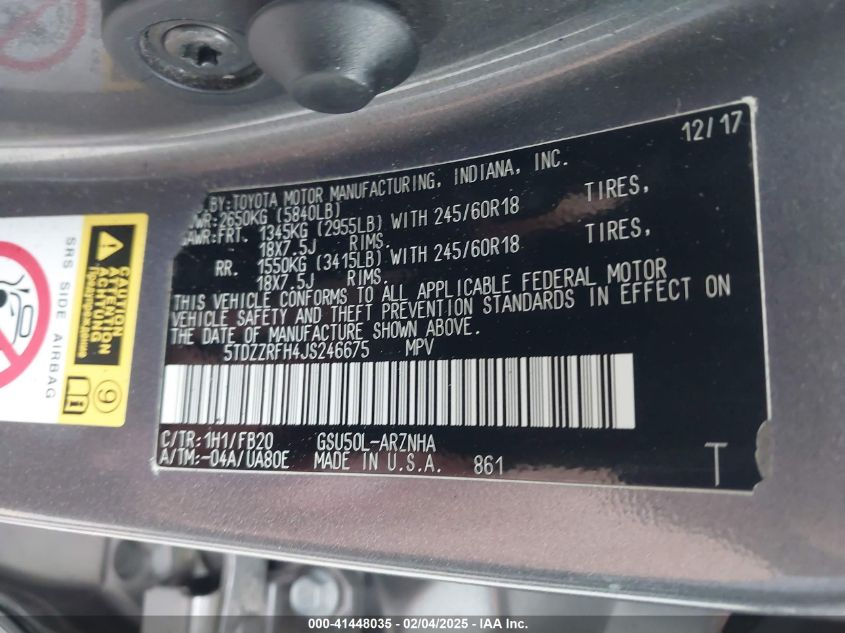 12/17
BY:TOYOTA MOTOR MANUFACTURING, INDIANA, INC.
GVWR:2650KG (5840LB)
GAWR:FRT. 1345KG (2955LB) WITH 245/60R18 TIRES,
18X7.5J RIMS.
RR. 1550KG (3415LB) WITH 245/60R18 TIRES,
18X7.5J RIMS.
THIS VEHICLE CONFORMS TO ALL APPLICABLE FEDERAL MOTOR
VEHICLE SAFETY AND THEFT PREVENTION STANDARDS IN EFFECT ON
THE DATE OF MANUFACTURE SHOWN ABOVE.
5TDZZRFH4JS246675 MPV
C/TR:1H1/FB20 GSU50L-ARZNHA
A/TM:-04A/UA80E MADE IN U.S.A. 861
T
SRS SIDE AIRBAG
CAUTION
ATTENTION
ACHTUNG
9
000-41448035 - 02/04/2025 - IAAI.COM